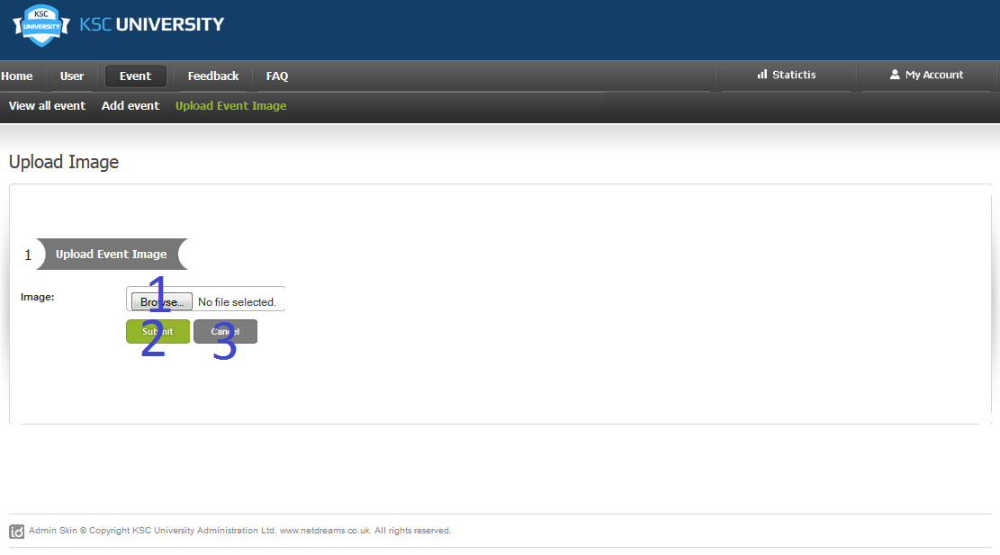 KSC
UNIVERSITY
KSC UNIVERSITY
Home User Event Feedback FAQ Statictis My Account
View all event Add event Upload Event Image
Upload Image
1 Upload Event Image
1
Image: Browse... No file selected.
Submit Cancel
2 3
id Admin Skin © Copyright KSC University Administration Ltd. www.netdreams.co.uk. All rights reserved.